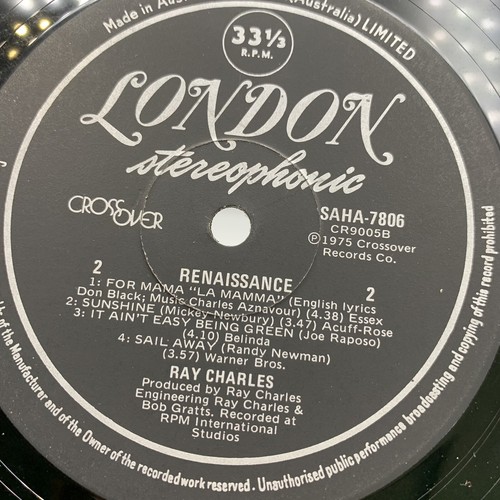 Made in Aus (Australia) LIMITED
33⅓
R.P.M.
LONDON
stereophonic
CROSSOVER
SAHA-7806
CR9005B
Ⓟ1975 Crossover
Records Co.
2
RENAISSANCE
2
1: FOR MAMA "LA MAMMA" (English lyrics
Don Black; Music Charles Aznavour) (4.38) Essex
2: SUNSHINE (Mickey Newbury) (3.47) Acuff-Rose
3: IT AIN'T EASY BEING GREEN (Joe Raposo)
(4.10) Belinda
4: SAIL AWAY (Randy Newman)
(3.57) Warner Bros.
RAY CHARLES
Produced by Ray Charles
Engineering Ray Charles &
Bob Gratts. Recorded at
RPM International
Studios
of the Manufacturer and of the Owner of the recorded work reserved. Unauthorised public performance broadcasting and copying of this record prohibited